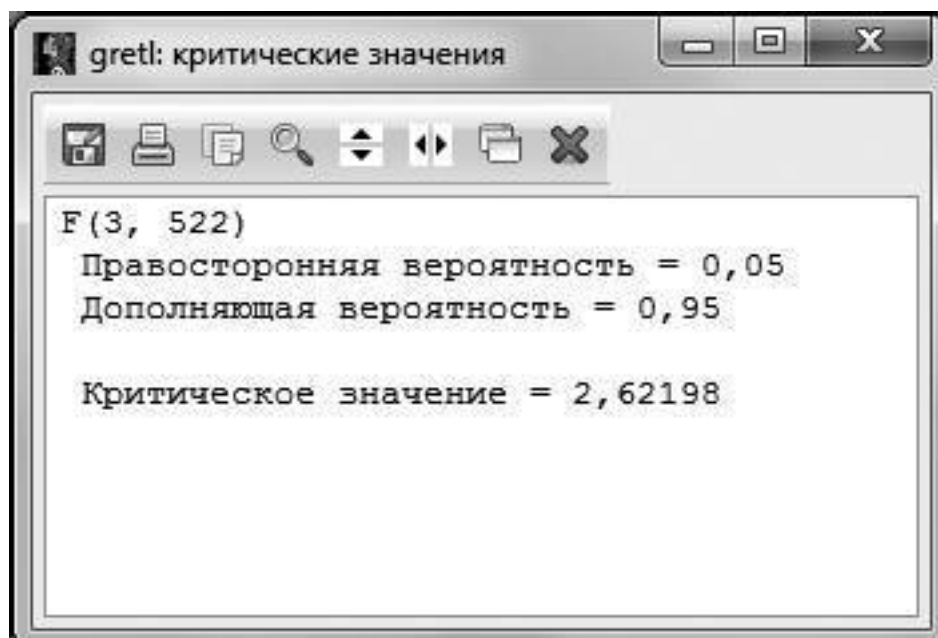 gretl: критические значения
F(3, 522)
Правосторонняя вероятность = 0,05
Дополняющая вероятность = 0,95
Критическое значение = 2,62198